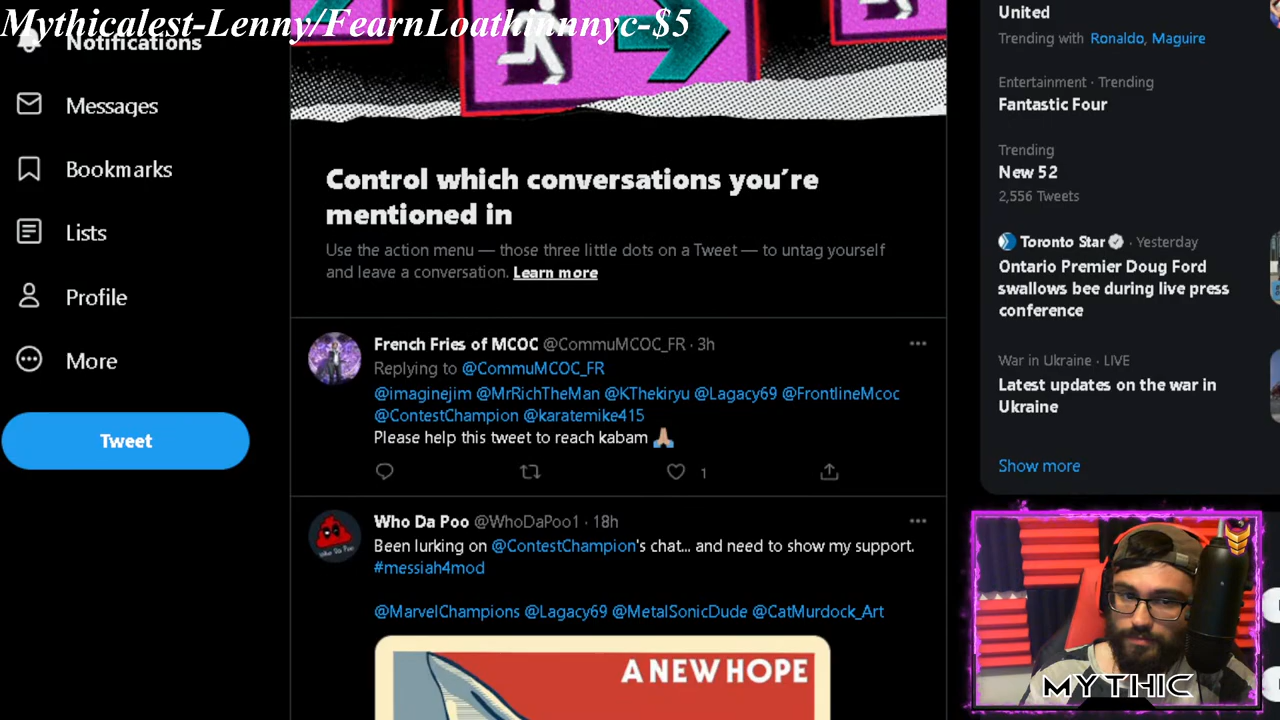 Mythicalest-Lenny/FearnLoathinnnyc-$5
Notifications
Messages
Bookmarks
Lists
Profile
More
Tweet
Control which conversations you’re
mentioned in
Use the action menu — those three little dots on a Tweet — to untag yourself
and leave a conversation. Learn more
French Fries of MCOC @CommuMCOC_FR · 3h
Replying to @CommuMCOC_FR
@imaginejim @MrRichTheMan @KThekiryu @Lagacy69 @FrontlineMcoc
@ContestChampion @karatemike415
Please help this tweet to reach kabam
1
Who Da Poo @WhoDaPoo1 · 18h
Been lurking on @ContestChampion's chat... and need to show my support.
#messiah4mod
@MarvelChampions @Lagacy69 @MetalSonicDude @CatMurdock_Art
A NEW HOPE
United
Trending with Ronaldo, Maguire
Entertainment · Trending
Fantastic Four
Trending
New 52
2,556 Tweets
Toronto Star · Yesterday
Ontario Premier Doug Ford
swallows bee during live press
conference
War in Ukraine · LIVE
Latest updates on the war in
Ukraine
Show more
MYTHIC